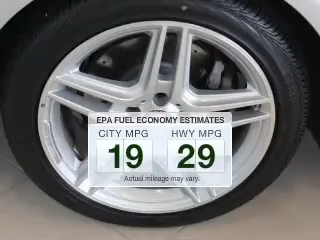 EPA FUEL ECONOMY ESTIMATES
CITY MPG HWY MPG
19 29
Actual mileage may vary.